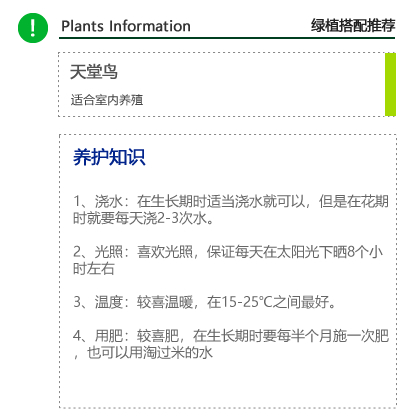 Plants Information 绿植搭配推荐
天堂鸟
适合室内养殖
养护知识
1、浇水：在生长期时适当浇水就可以，但是在花期
时就要每天浇2-3次水。
2、光照：喜欢光照，保证每天在太阳光下晒8个小
时左右
3、温度：较喜温暖，在15-25℃之间最好。
4、用肥：较喜肥，在生长期时要每半个月施一次肥
，也可以用淘过米的水